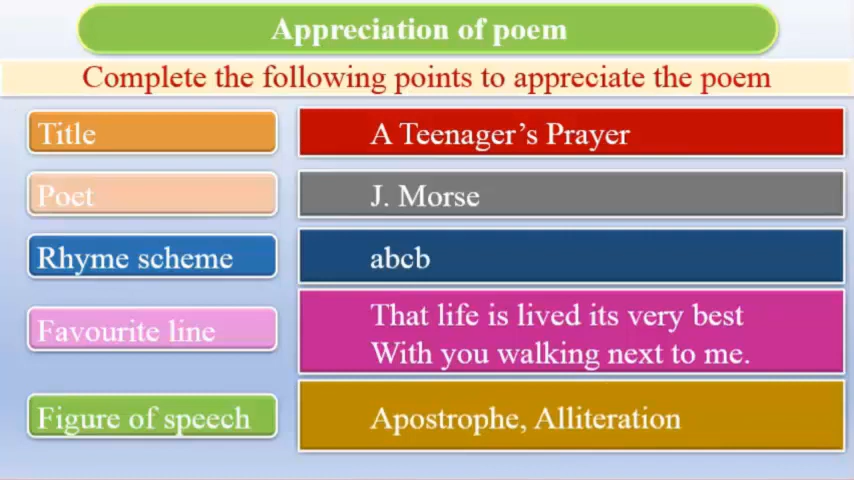 Appreciation of poem
Complete the following points to appreciate the poem
Title
A Teenager's Prayer
Poet
J. Morse
Rhyme scheme
abcb
Favourite line
That life is lived its very best
With you walking next to me.
Figure of speech
Apostrophe, Alliteration